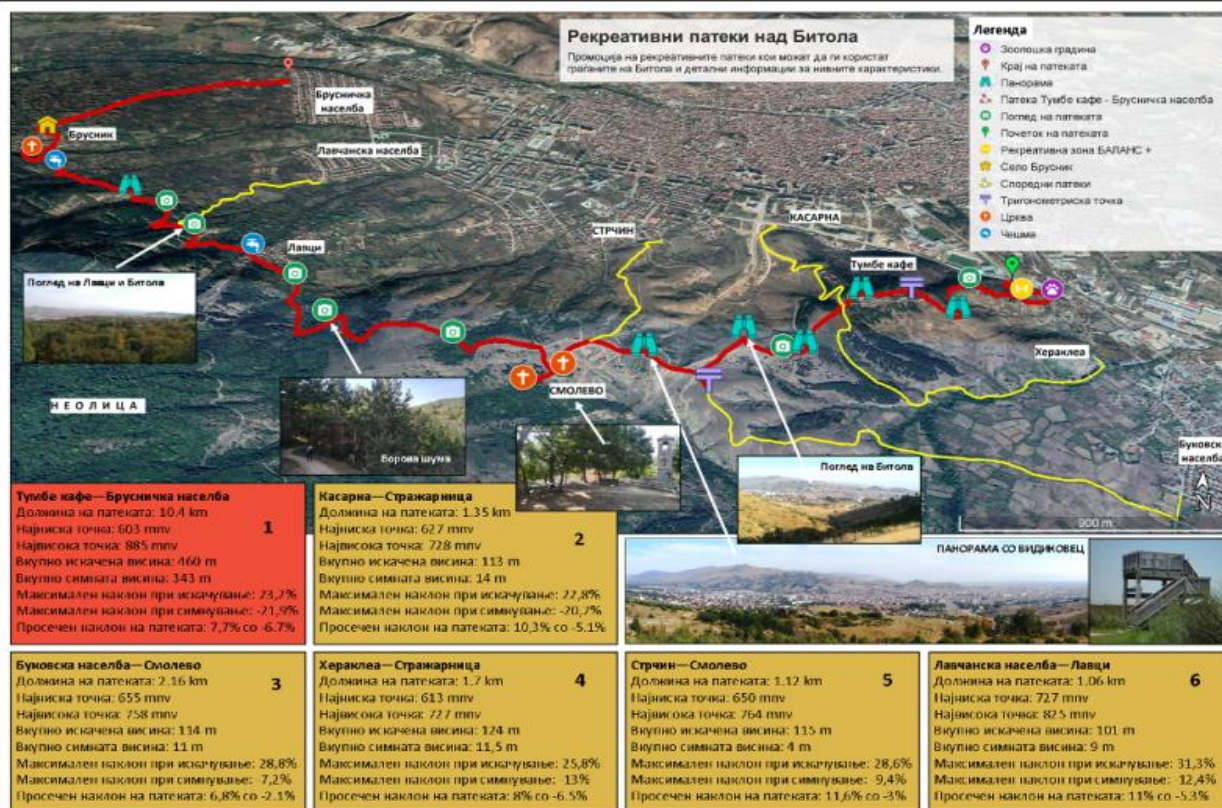 Рекреативни патеки над Битола
Промоција на рекреативните патеки кои можат да ги користат
граѓаните на Битола и детални информации за нивните карактеристики.
Легенда
Зоолошка градина
Крај на патеката
Панорама
Патека Тумбе кафе - Брусничка населба
Поглед на патеката
Почеток на патеката
Рекреативна зона БАЛАНС +
Село Брусник
Споредни патеки
Тригонометриска точка
Црква
Чешма
Брусничка
населба
Брусник
Лавчанска населба
СТРЧИН
КАСАРНА
Лавци
Тумбе кафе
Поглед на Лавци и Битола
Хераклеа
СМОЛЕВО
НЕОЛИЦА
Борова шума
Поглед на Битола
Буковска
населба
N
900 m
ПАНОРАМА СО ВИДИКОВЕЦ
Тумбе кафе—Брусничка населба
1
Должина на патеката: 10.4 km
Најниска точка: 603 мнv
Највисока точка: 885 мнv
Вкупно искачена висина: 460 m
Вкупно симната висина: 343 m
Максимален наклон при искачување: 23,2%
Максимален наклон при симнување: -21,9%
Просечен наклон на патеката: 7,7% со -6.7%
Касарна—Стражарница
2
Должина на патеката: 1.35 km
Најниска точка: 627 мнv
Највисока точка: 728 мнv
Вкупно искачена висина: 113 m
Вкупно симната висина: 14 m
Максимален наклон при искачување: 22,8%
Максимален наклон при симнување: -20,7%
Просечен наклон на патеката: 10,3% со -5.1%
Буковска населба—Смолево
3
Должина на патеката: 2.16 km
Најниска точка: 655 мнv
Највисока точка: 758 мнv
Вкупно искачена висина: 114 m
Вкупно симната висина: 11 m
Максимален наклон при искачување: 28,8%
Максимален наклон при симнување: -7,2%
Просечен наклон на патеката: 6,8% со -2.1%
Хераклеа—Стражарница
4
Должина на патеката: 1.7 km
Најниска точка: 613 мнv
Највисока точка: 727 мнv
Вкупно искачена висина: 124 m
Вкупно симната висина: 11,5 m
Максимален наклон при искачување: 25,8%
Максимален наклон при симнување: -13%
Просечен наклон на патеката: 8% со -6.5%
Стрчин—Смолево
5
Должина на патеката: 1.12 km
Најниска точка: 650 мнv
Највисока точка: 764 мнv
Вкупно искачена висина: 115 m
Вкупно симната висина: 4 m
Максимален наклон при искачување: 28,6%
Максимален наклон при симнување: -9,4%
Просечен наклон на патеката: 11,6% со -3%
Лавчанска населба—Лавци
6
Должина на патеката: 1.06 km
Најниска точка: 727 мнv
Највисока точка: 825 мнv
Вкупно искачена висина: 101 m
Вкупно симната висина: 9 m
Максимален наклон при искачување: 31,3%
Максимален наклон при симнување: -12,4%
Просечен наклон на патеката: 11% со -5.3%